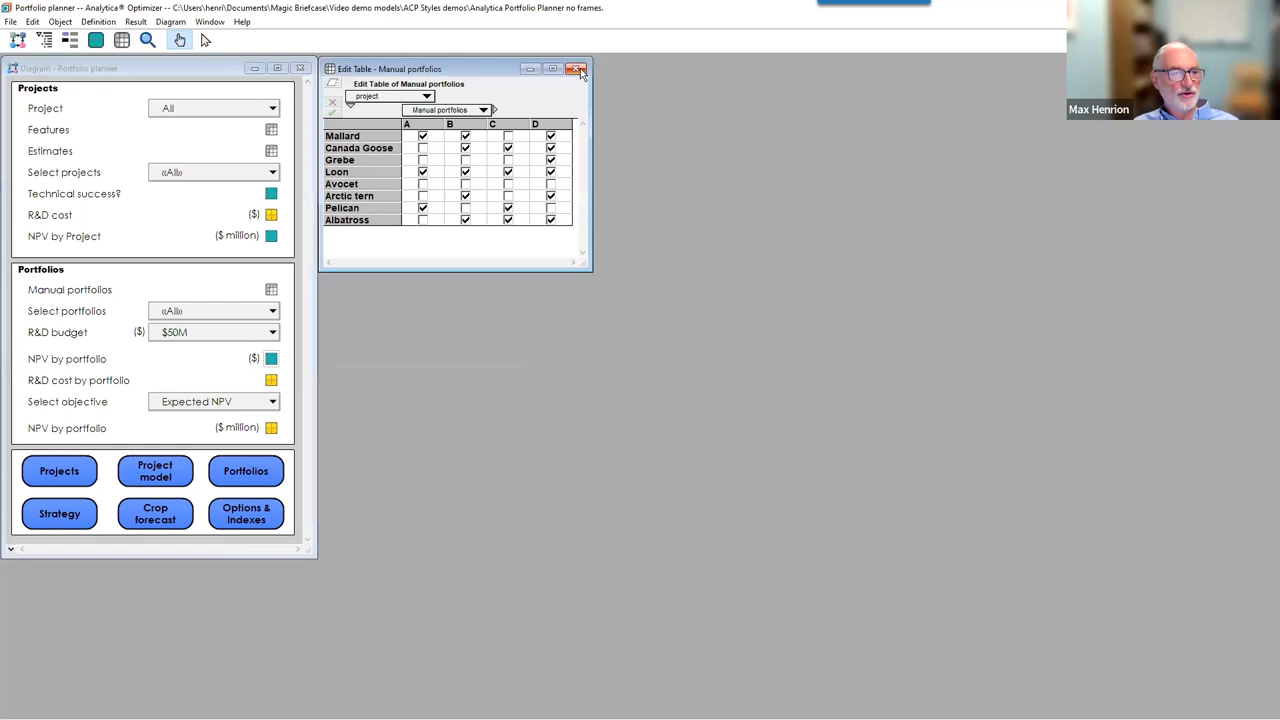 Portfolio planner -- Analytica® Optimizer -- C:\Users\henri\Documents\Magic Briefcase\Video demo models\ACP Styles demos\Analytica Portfolio Planner no frames.
File Edit Object Definition Result Diagram Window Help
Diagram - Portfolio planner
Projects
Project All
Features
Estimates
Select projects «All»
Technical success?
R&D cost ($)
NPV by Project ($ million)
Portfolios
Manual portfolios
Select portfolios «All»
R&D budget ($) $50M
NPV by portfolio ($)
R&D cost by portfolio
Select objective Expected NPV
NPV by portfolio ($ million)
Projects
Project
model
Portfolios
Strategy
Crop
forecast
Options &
Indexes
Edit Table - Manual portfolios
Edit Table of Manual portfolios
project
Manual portfolios
A B C D
Mallard
Canada Goose
Grebe
Loon
Avocet
Arctic tern
Pelican
Albatross
Max Henrion